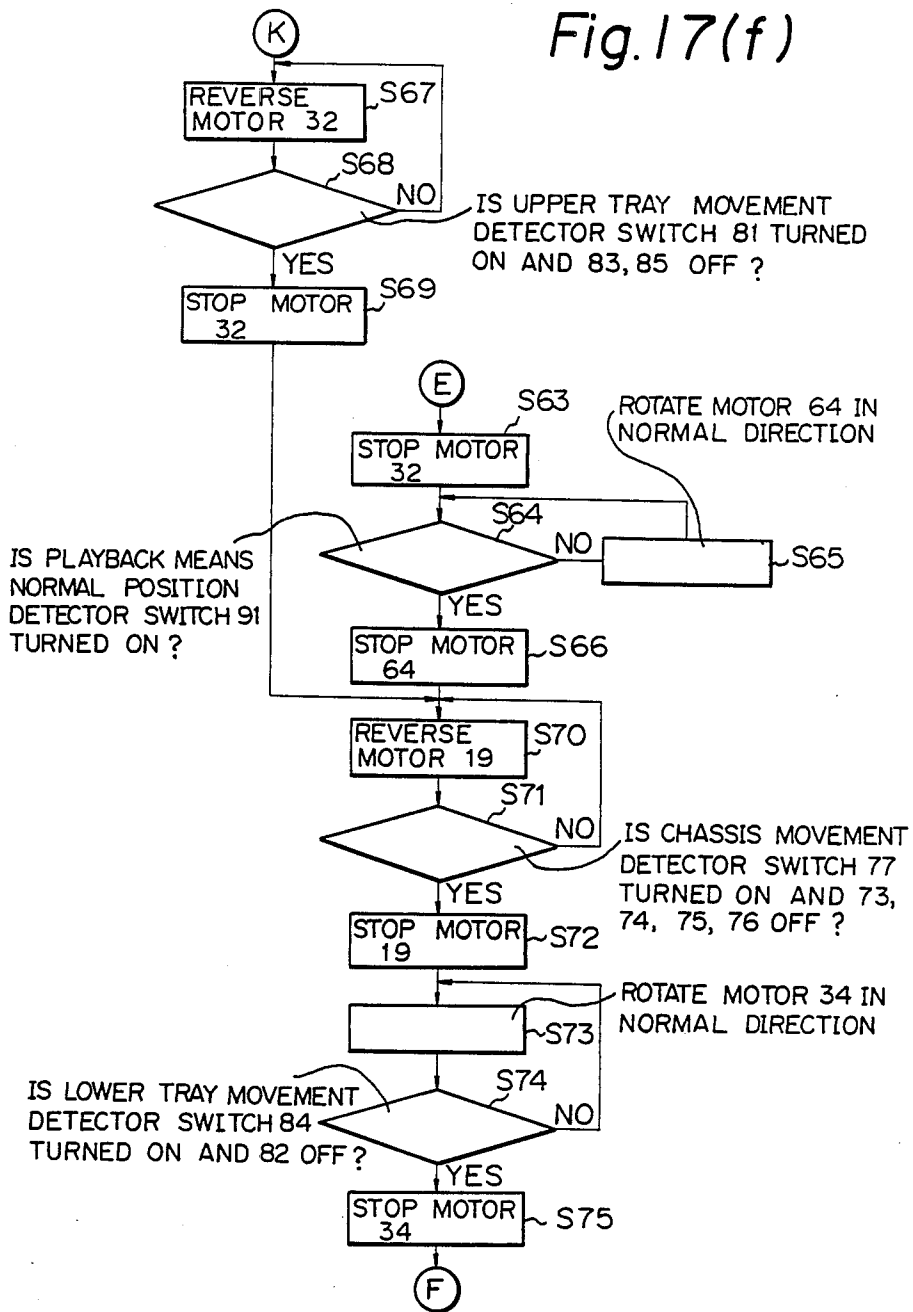 Fig.17(f)
K
REVERSE
MOTOR 32
S67
S68
NO
IS UPPER TRAY MOVEMENT
DETECTOR SWITCH 81 TURNED
ON AND 83, 85 OFF ?
YES
STOP MOTOR
32
S69
E
S63
STOP MOTOR
32
ROTATE MOTOR 64 IN
NORMAL DIRECTION
S64
NO
S65
IS PLAYBACK MEANS
NORMAL POSITION
DETECTOR SWITCH 91
TURNED ON ?
YES
STOP MOTOR
64
S66
REVERSE
MOTOR 19
S70
S71
NO
IS CHASSIS MOVEMENT
DETECTOR SWITCH 77
TURNED ON AND 73,
74, 75, 76 OFF ?
YES
STOP MOTOR
19
S72
ROTATE MOTOR 34 IN
NORMAL DIRECTION
S73
S74
NO
IS LOWER TRAY MOVEMENT
DETECTOR SWITCH 84
TURNED ON AND 82 OFF ?
YES
STOP MOTOR
34
S75
F